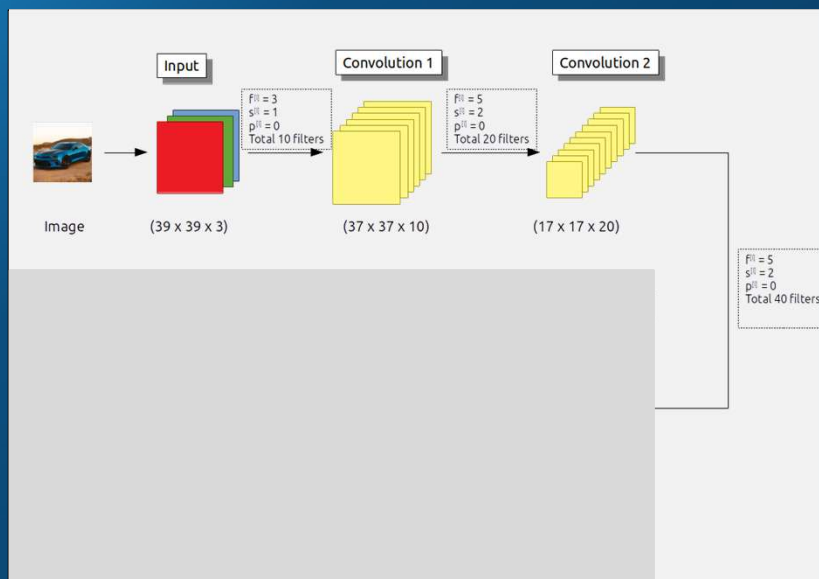 Input
Convolution 1
Convolution 2
f[l] = 3
s[l] = 1
p[l] = 0
Total 10 filters
f[l] = 5
s[l] = 2
p[l] = 0
Total 20 filters
Image
(39 x 39 x 3)
(37 x 37 x 10)
(17 x 17 x 20)
f[l] = 5
s[l] = 2
p[l] = 0
Total 40 filters